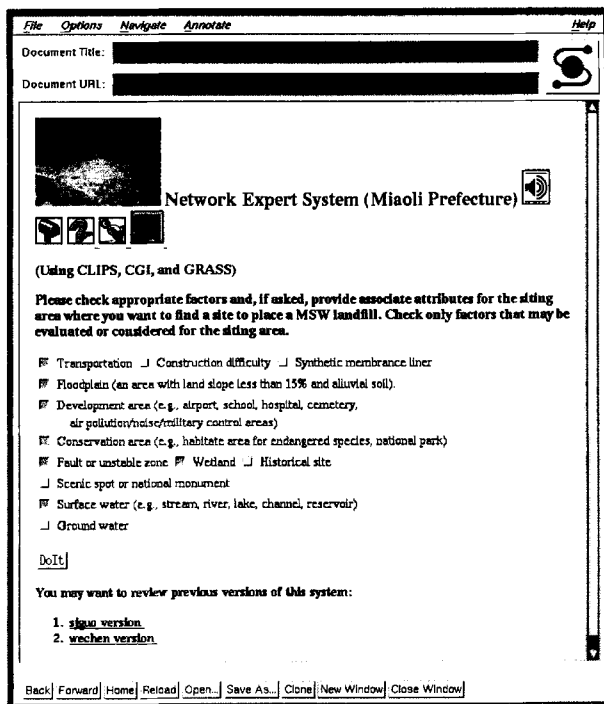 File Options Navigate Annotate Help
Document Title:
Document URL:
Network Expert System (Miaoli Prefecture)
(Using CLIPS, CGI, and GRASS)
Please check appropriate factors and, if asked, provide associate attributes for the siting
area where you want to find a site to place a MSW landfill. Check only factors that may be
evaluated or considered for the siting area.
Transportation Construction difficulty Synthetic membrance liner
Floodplain (an area with land slope less than 15% and alluvial soil).
Development area (e.g., airport, school, hospital, cemetery,
air pollution/noise/military control areas)
Conservation area (e.g., habitate area for endangered species, national park)
Fault or unstable zone Wetland Historical site
Scenic spot or national monument
Surface water (e.g., stream, river, lake, channel, reservoir)
Ground water
DoIt
You may want to review previous versions of this system:
1. siguo version
2. wechen version
Back Forward Home Reload Open... Save As... Clone New Window Close Window